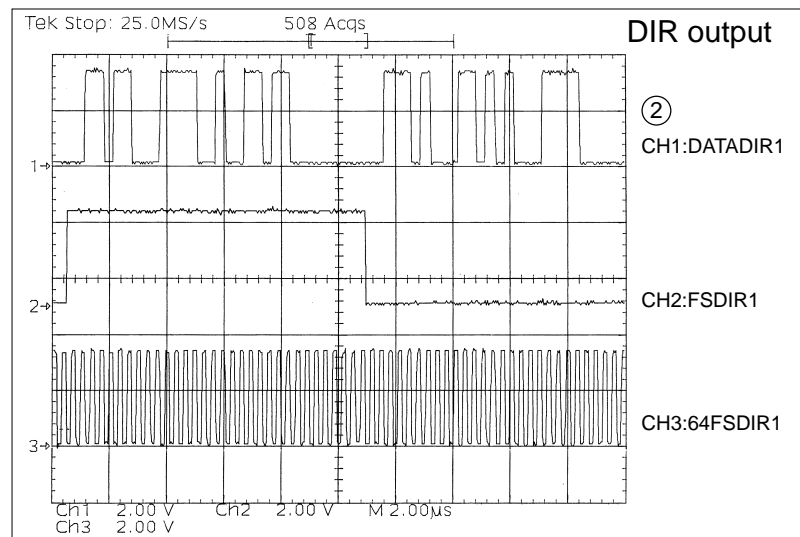 Tek Stop: 25.0MS/s 508 Acqs
DIR output
②
CH1:DATADIR1
1
CH2:FSDIR1
2
CH3:64FSDIR1
3
Ch1 2.00 V Ch2 2.00 V M 2.00µs
Ch3 2.00 V